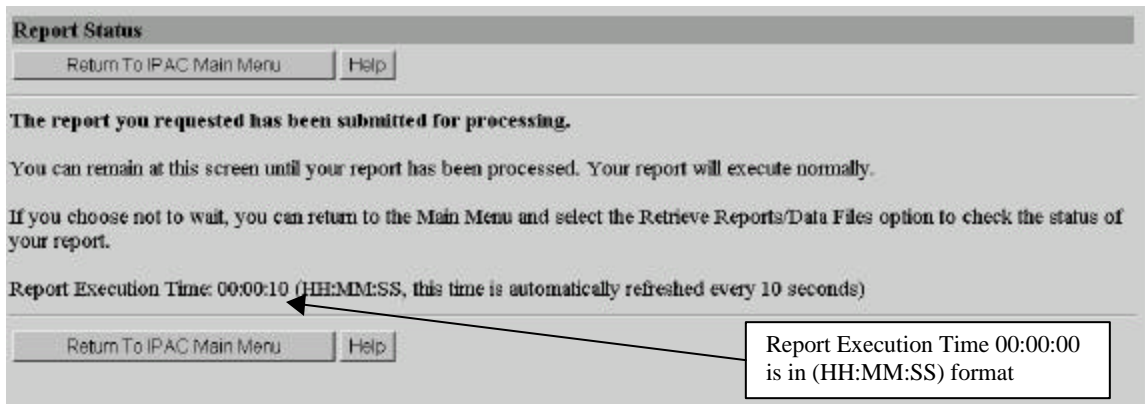 Report Status
Return To IPAC Main Menu Help
The report you requested has been submitted for processing.
You can remain at this screen until your report has been processed. Your report will execute normally.
If you choose not to wait, you can return to the Main Menu and select the Retrieve Reports/Data Files option to check the status of
your report.
Report Execution Time: 00:00:10 (HH:MM:SS, this time is automatically refreshed every 10 seconds)
Return To IPAC Main Menu Help
Report Execution Time 00:00:00
is in (HH:MM:SS) format